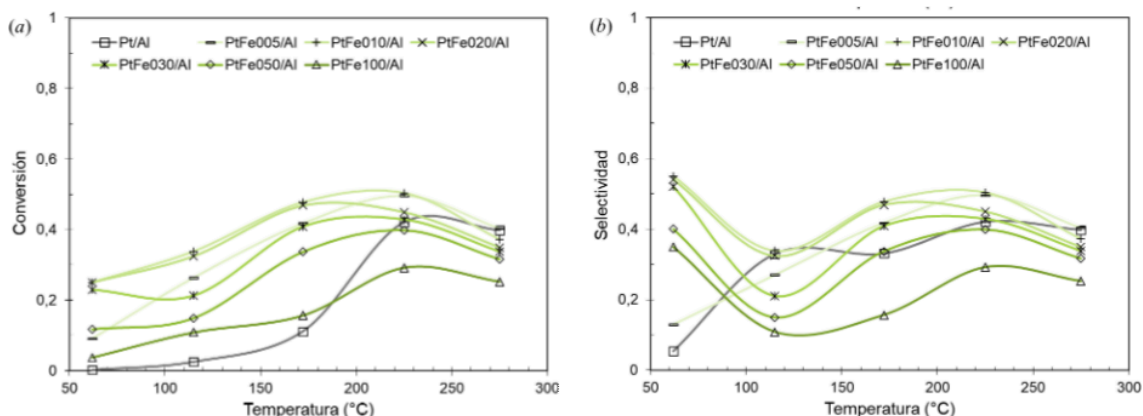 (a)
1
0,8
0,6
0,4
0,2
0
Conversión
Pt/Al PtFe005/Al PtFe010/Al PtFe020/Al
PtFe030/Al PtFe050/Al PtFe100/Al
50 100 150 200 250 300
Temperatura (°C)
(b)
1
0,8
0,6
0,4
0,2
0
Selectividad
Pt/Al PtFe005/Al PtFe010/Al PtFe020/Al
PtFe030/Al PtFe050/Al PtFe100/Al
50 100 150 200 250 300
Temperatura (°C)